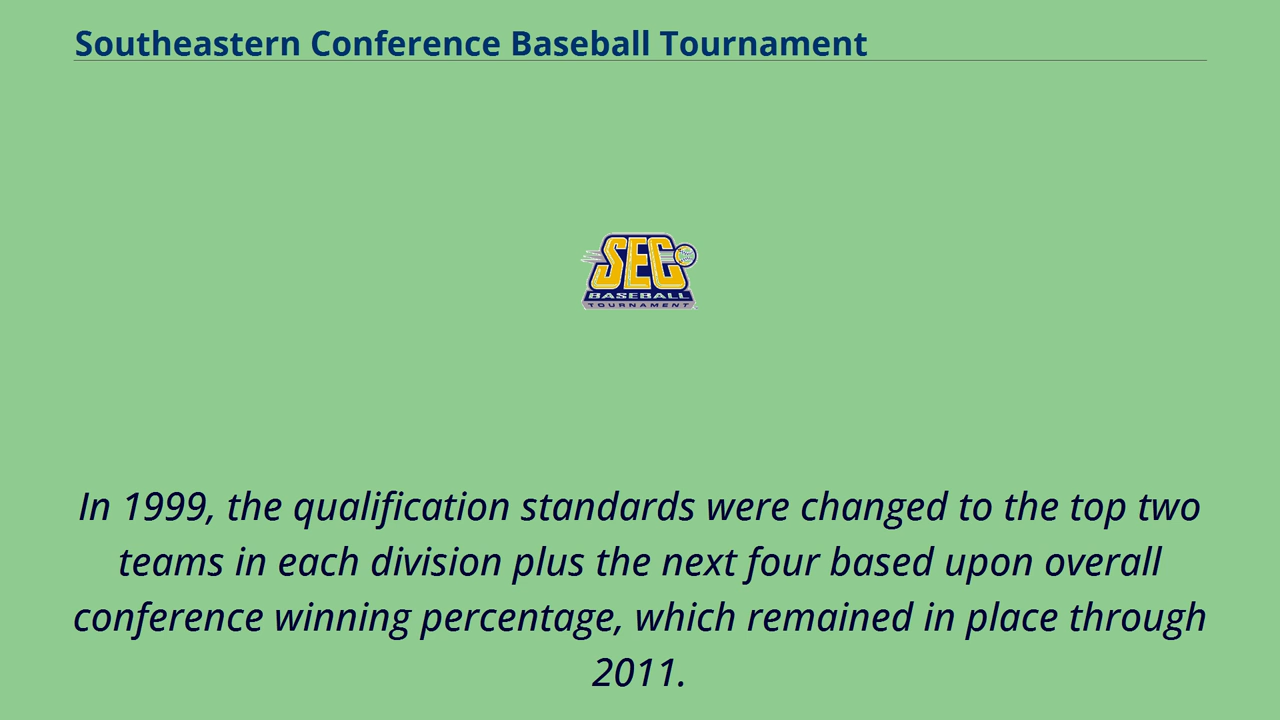 Southeastern Conference Baseball Tournament
SEC
BASEBALL
TOURNAMENT
In 1999, the qualification standards were changed to the top two
teams in each division plus the next four based upon overall
conference winning percentage, which remained in place through
2011.